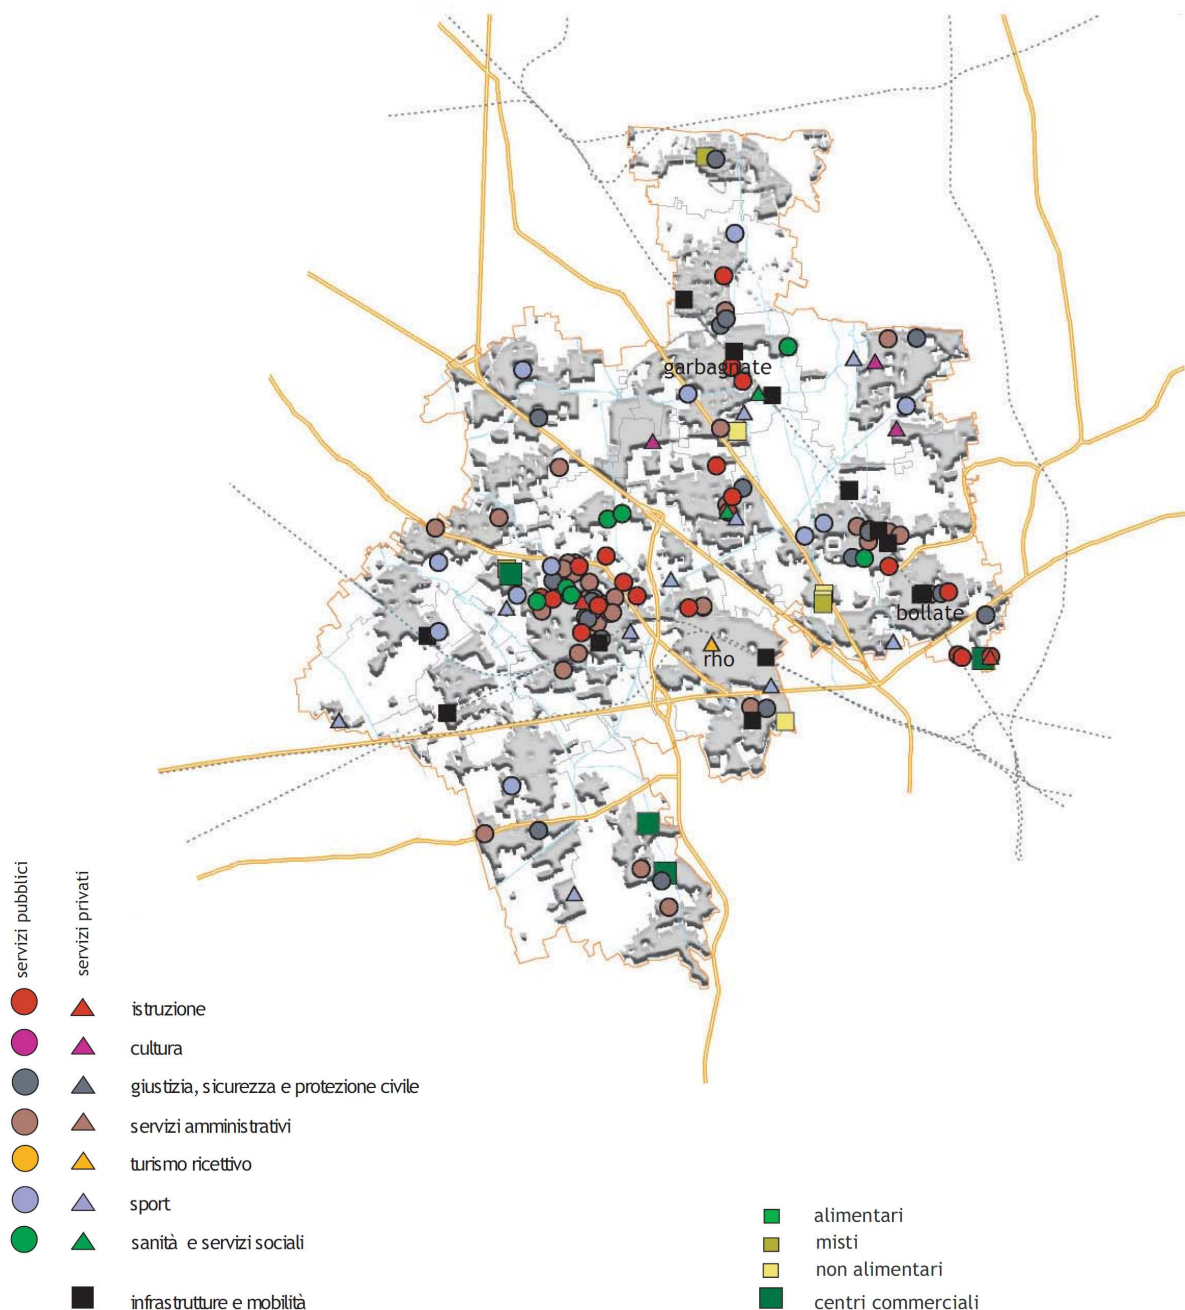 garbagnate
bollate
rho
servizi pubblici
servizi privati
istruzione
cultura
giustizia, sicurezza e protezione civile
servizi amministrativi
turismo ricettivo
sport
sanità e servizi sociali
infrastrutture e mobilità
alimentari
misti
non alimentari
centri commerciali